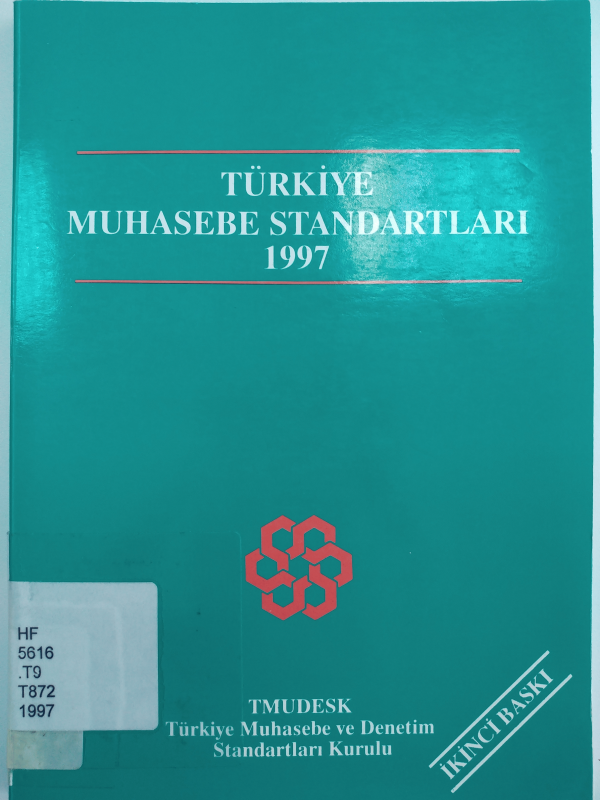 TÜRKİYE
MUHASEBE STANDARTLARI
1997
HF
5616
.T9
T872
1997
TMUDESK
Türkiye Muhasebe ve Denetim
Standartları Kurulu
İKİNCİ BASKI